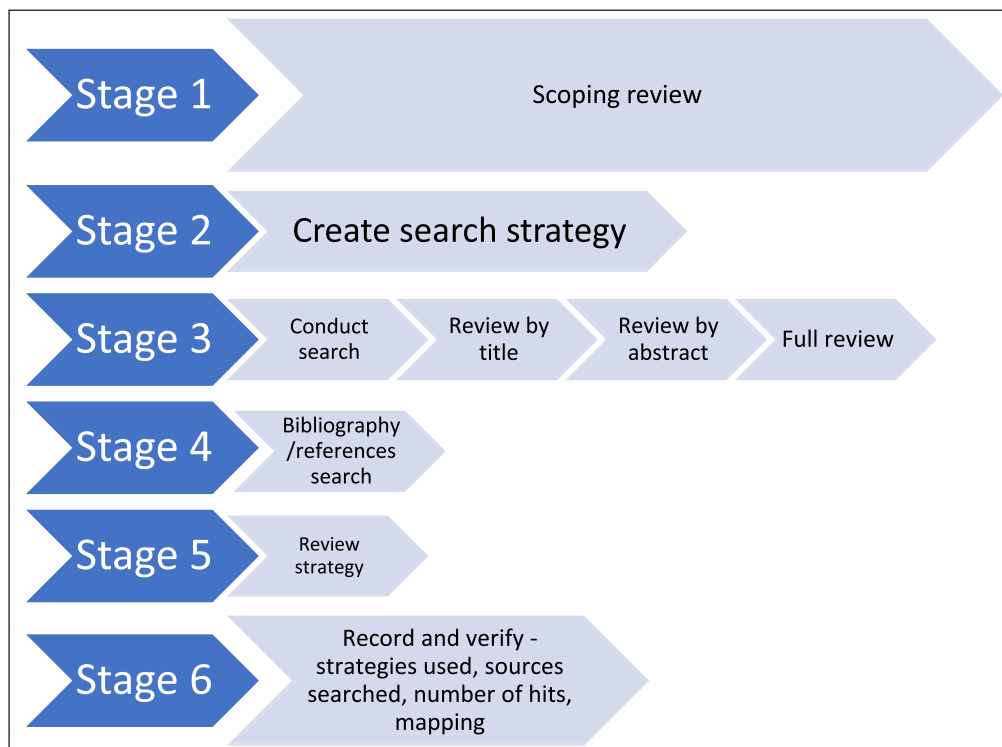 Stage 1
Scoping review
Stage 2
Create search strategy
Stage 3
Conduct
search
Review by
title
Review by
abstract
Full review
Stage 4
Bibliography
/references
search
Stage 5
Review
strategy
Stage 6
Record and verify -
strategies used, sources
searched, number of hits,
mapping